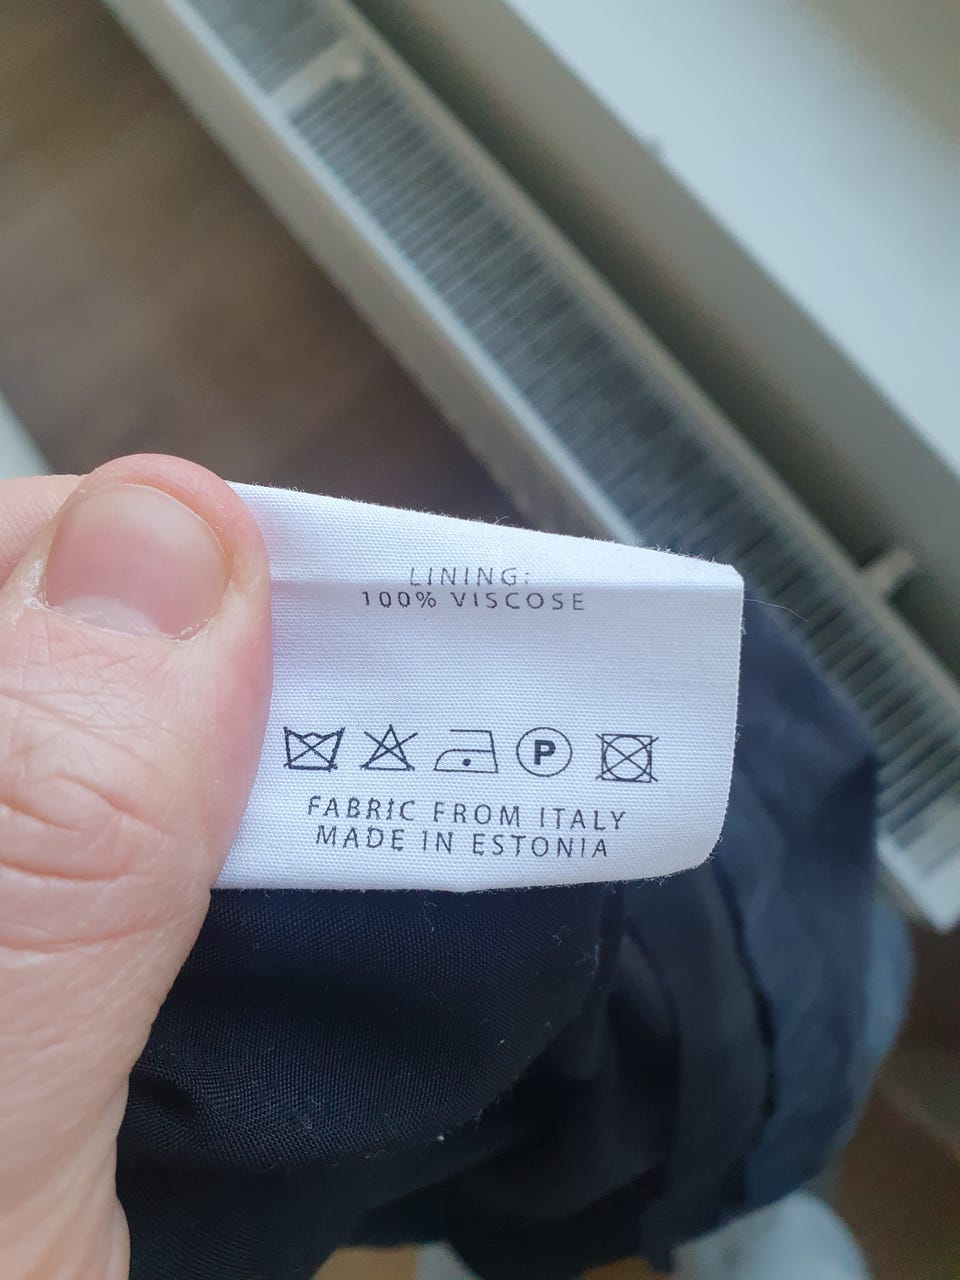 LINING:
100% VISCOSE
P
FABRIC FROM ITALY
MADE IN ESTONIA